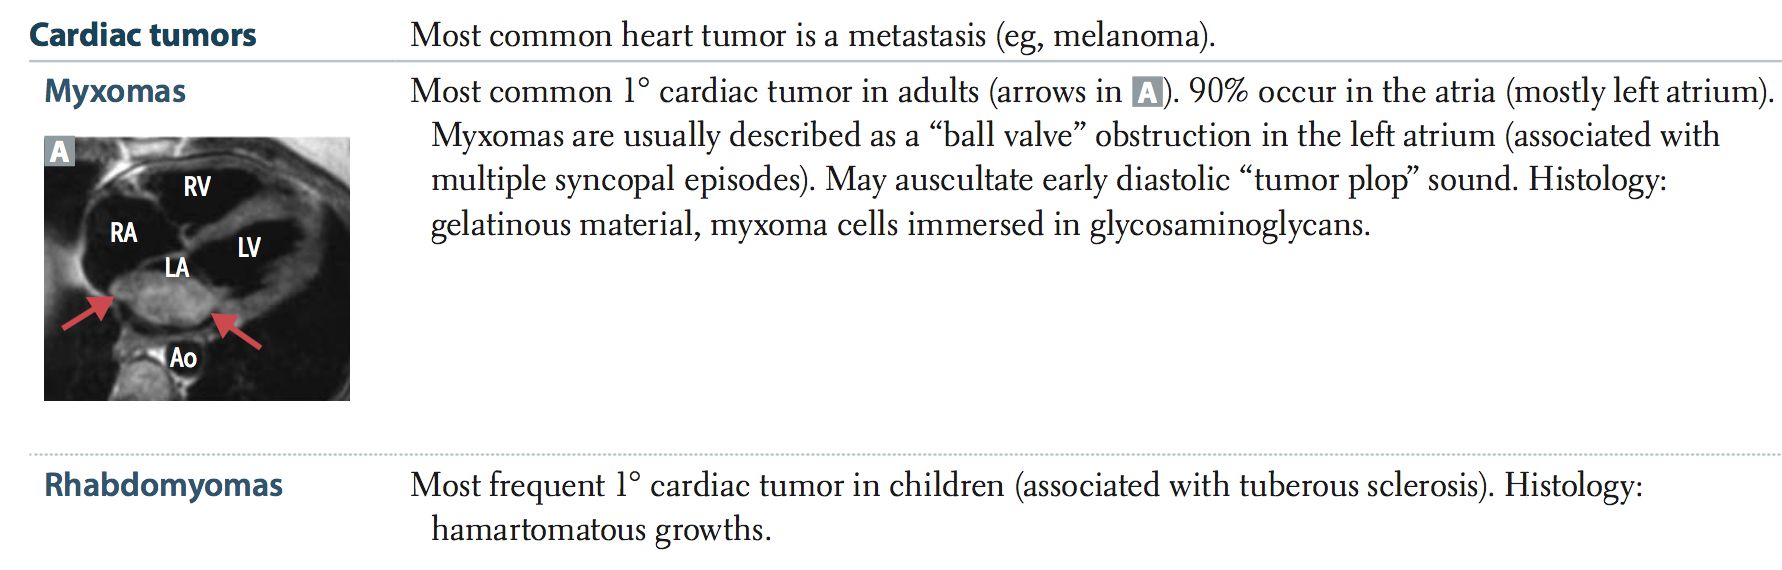 Cardiac tumors
Most common heart tumor is a metastasis (eg, melanoma).
Myxomas
Most common 1° cardiac tumor in adults (arrows in A). 90% occur in the atria (mostly left atrium).
Myxomas are usually described as a “ball valve” obstruction in the left atrium (associated with
multiple syncopal episodes). May auscultate early diastolic “tumor plop” sound. Histology:
gelatinous material, myxoma cells immersed in glycosaminoglycans.
A
RV
RA
LV
LA
Ao
Rhabdomyomas
Most frequent 1° cardiac tumor in children (associated with tuberous sclerosis). Histology:
hamartomatous growths.